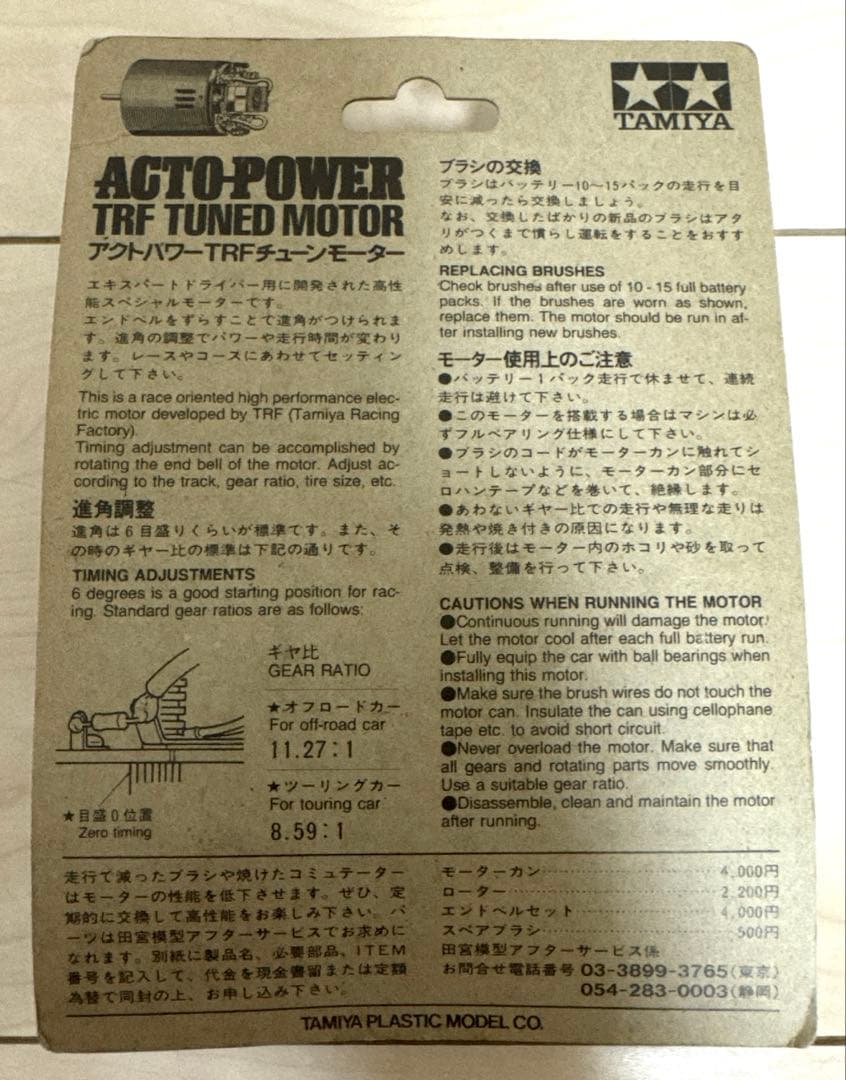 TAMIYA
ACTO-POWER
TRF TUNED MOTOR
アクトパワーTRFチューンモーター
エキスパートドライバー用に開発された高性
能スペシャルモーターです。
エンドベルをずらすことで進角がつけられま
す。進角の調整でパワーや走行時間が変わり
ます。レースやコースにあわせてセッティン
グして下さい。
This is a race oriented high performance elec-
tric motor developed by TRF (Tamiya Racing
Factory).
Timing adjustment can be accomplished by
rotating the end bell of the motor. Adjust ac-
cording to the track, gear ratio, tire size, etc.
進角調整
進角は6目盛りくらいが標準です。また、そ
の時のギヤー比の標準は下記の通りです。
TIMING ADJUSTMENTS
6 degrees is a good starting position for rac-
ing. Standard gear ratios are as follows:
ギヤ比
GEAR RATIO
★オフロードカー
For off-road car
11.27:1
★ツーリングカー
For touring car
8.59:1
★目盛0位置
Zero timing
ブラシの交換
ブラシはバッテリー10〜15パックの走行を目
安に減ったら交換しましょう。
なお、交換したばかりの新品のブラシはアタ
リがつくまで慣らし運転をすることをおすす
めします。
REPLACING BRUSHES
Check brushes after use of 10 - 15 full battery
packs. If the brushes are worn as shown,
replace them. The motor should be run in af-
ter installing new brushes.
モーター使用上のご注意
●バッテリー1パック走行で休ませて、連続
走行は避けて下さい。
●このモーターを搭載する場合はマシンは必
ずフルベアリング仕様にして下さい。
●ブラシのコードがモーターカンに触れてシ
ョートしないように、モーターカン部分にセ
ロハンテープなどを巻いて、絶縁します。
●あわないギヤー比での走行や無理な走りは
発熱や焼き付きの原因になります。
●走行後はモーター内のホコリや砂を取って
点検、整備を行って下さい。
CAUTIONS WHEN RUNNING THE MOTOR
●Continuous running will damage the motor.
Let the motor cool after each full battery run.
●Fully equip the car with ball bearings when
installing this motor.
●Make sure the brush wires do not touch the
motor can. Insulate the can using cellophane
tape etc. to avoid short circuit.
●Never overload the motor. Make sure that
all gears and rotating parts move smoothly.
Use a suitable gear ratio.
●Disassemble, clean and maintain the motor
after running.
走行で減ったブラシや焼けたコミュテーター
はモーターの性能を低下させます。ぜひ、定
期的に交換して高性能をお楽しみ下さい。パ
ーツは田宮模型アフターサービスでお求めに
なれます。別紙に製品名、必要部品、ITEM
番号を記入して、代金を現金書留または定額
為替で同封の上、お申し込み下さい。
モーターカン 4,000円
ローター 2,200円
エンドベルセット 4,000円
スペアブラシ 500円
田宮模型アフターサービス係
お問合せ電話番号 03-3899-3765(東京)
054-283-0003(静岡)
TAMIYA PLASTIC MODEL CO.